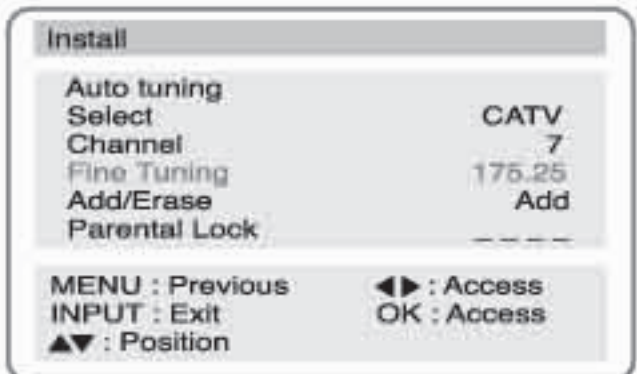 Install
Auto tuning
Select CATV
Channel 7
Fine Tuning 175.25
Add/Erase Add
Parental Lock _ _ _ _
MENU : Previous ◀▶ : Access
INPUT : Exit OK : Access
▲▼ : Position